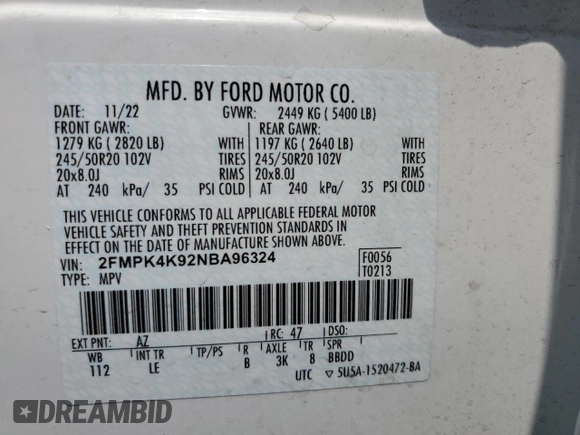 MFD. BY FORD MOTOR CO.
DATE: 11/22 GVWR: 2449 KG ( 5400 LB)
FRONT GAWR: REAR GAWR:
1279 KG ( 2820 LB) WITH 1197 KG ( 2640 LB) WITH
245/50R20 102V TIRES 245/50R20 102V TIRES
20x8.0J RIMS 20x8.0J RIMS
AT 240 kPa/ 35 PSI COLD AT 240 kPa/ 35 PSI COLD
THIS VEHICLE CONFORMS TO ALL APPLICABLE FEDERAL MOTOR
VEHICLE SAFETY AND THEFT PREVENTION STANDARDS IN
EFFECT ON THE DATE OF MANUFACTURE SHOWN ABOVE.
VIN: 2FMPK4K92NBA96324 F0056
TYPE: MPV T0213
EXT PNT: AZ RC: 47 DSO:
WB INT TR TP/PS R AXLE TR SPR
112 LE B 3K 8 BBDD
UTC ▽ 5U5A-1520472-BA
DREAMBID